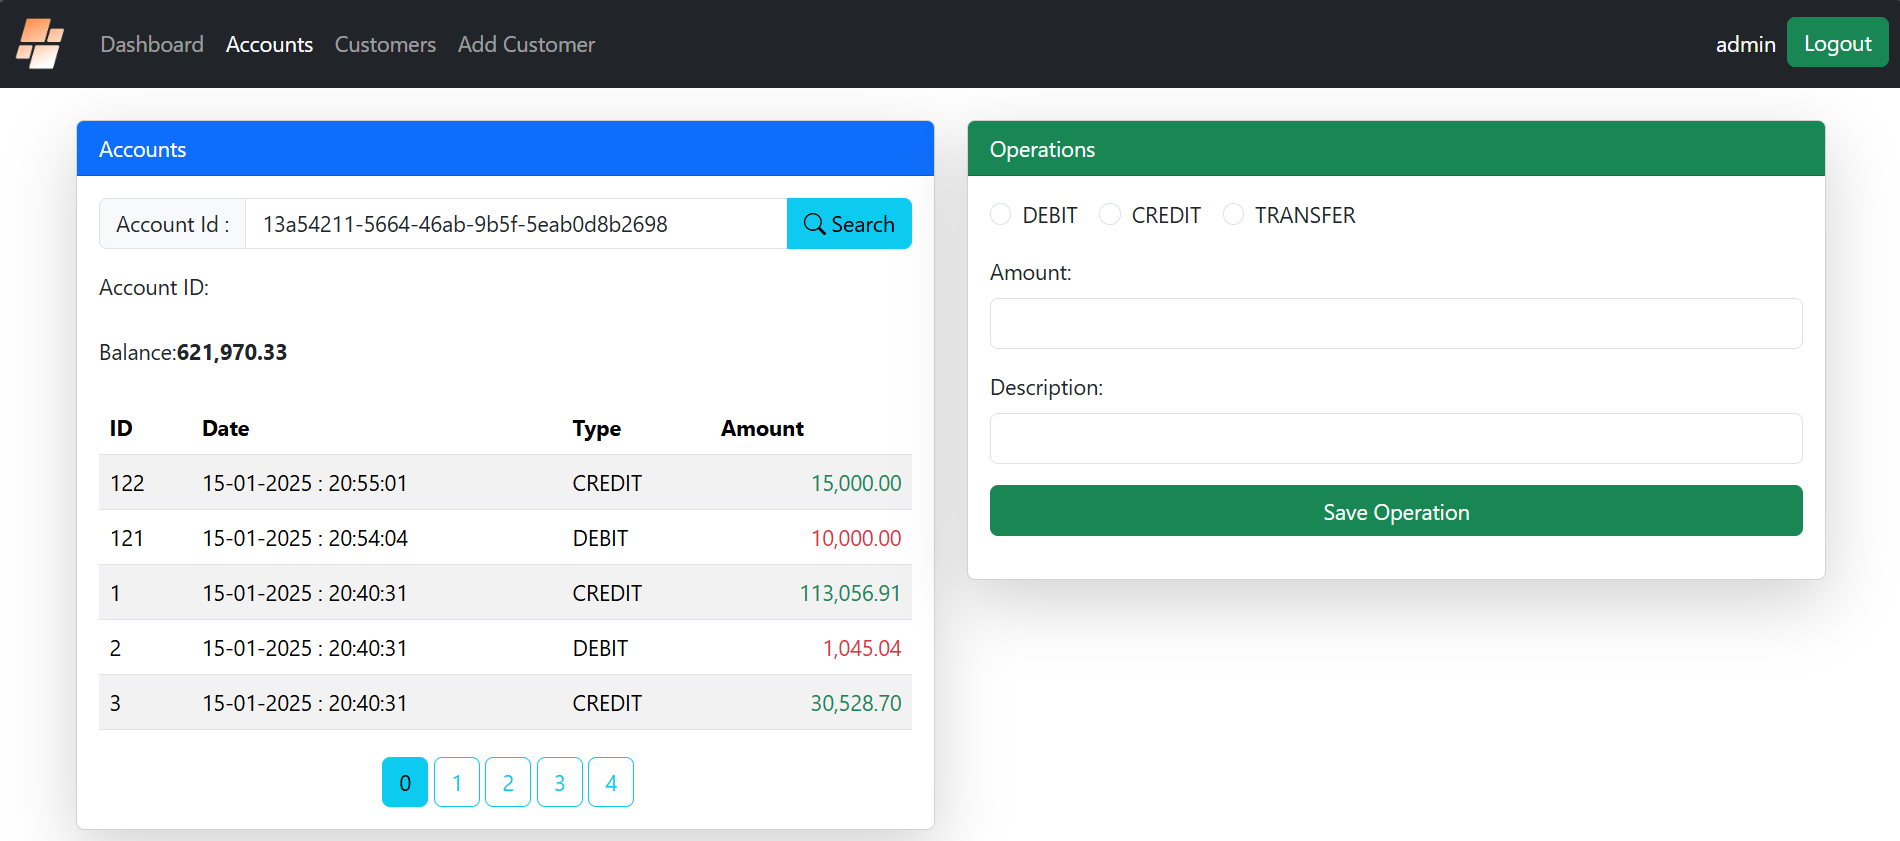 Dashboard Accounts Customers Add Customer admin Logout
Accounts
Account Id : 13a54211-5664-46ab-9b5f-5eab0d8b2698 Search
Account ID:
Balance:621,970.33
ID Date Type Amount
122 15-01-2025 : 20:55:01 CREDIT 15,000.00
121 15-01-2025 : 20:54:04 DEBIT 10,000.00
1 15-01-2025 : 20:40:31 CREDIT 113,056.91
2 15-01-2025 : 20:40:31 DEBIT 1,045.04
3 15-01-2025 : 20:40:31 CREDIT 30,528.70
0 1 2 3 4
Operations
DEBIT CREDIT TRANSFER
Amount:
Description:
Save Operation